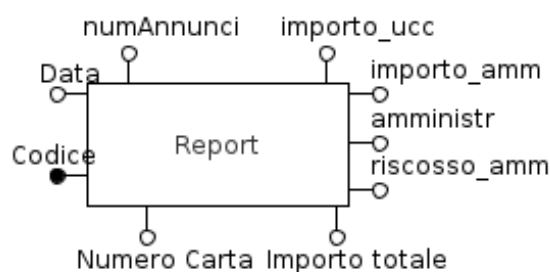 numAnnunci
importo_ucc
Data
importo_amm
amministr
Codice
Report
riscosso_amm
Numero Carta
Importo totale